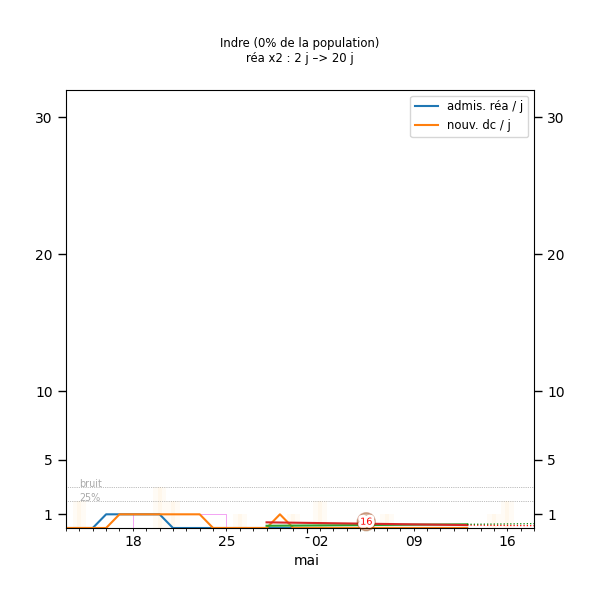 Indre (0% de la population)
réa x2 : 2 j –> 20 j
admis. réa / j
nouv. dc / j
30
30
20
20
10
10
5
5
bruit
25%
1
1
16
18
25
02
09
16
mai